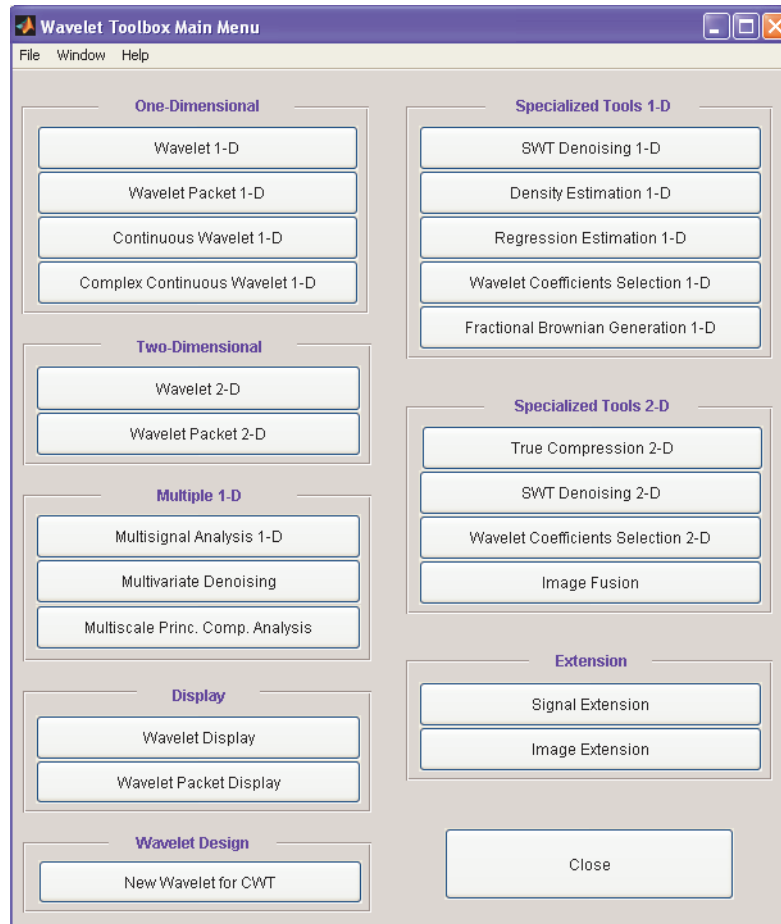 Wavelet Toolbox Main Menu
File Window Help
One-Dimensional
Wavelet 1-D
Wavelet Packet 1-D
Continuous Wavelet 1-D
Complex Continuous Wavelet 1-D
Two-Dimensional
Wavelet 2-D
Wavelet Packet 2-D
Multiple 1-D
Multisignal Analysis 1-D
Multivariate Denoising
Multiscale Princ. Comp. Analysis
Display
Wavelet Display
Wavelet Packet Display
Wavelet Design
New Wavelet for CWT
Specialized Tools 1-D
SWT Denoising 1-D
Density Estimation 1-D
Regression Estimation 1-D
Wavelet Coefficients Selection 1-D
Fractional Brownian Generation 1-D
Specialized Tools 2-D
True Compression 2-D
SWT Denoising 2-D
Wavelet Coefficients Selection 2-D
Image Fusion
Extension
Signal Extension
Image Extension
Close